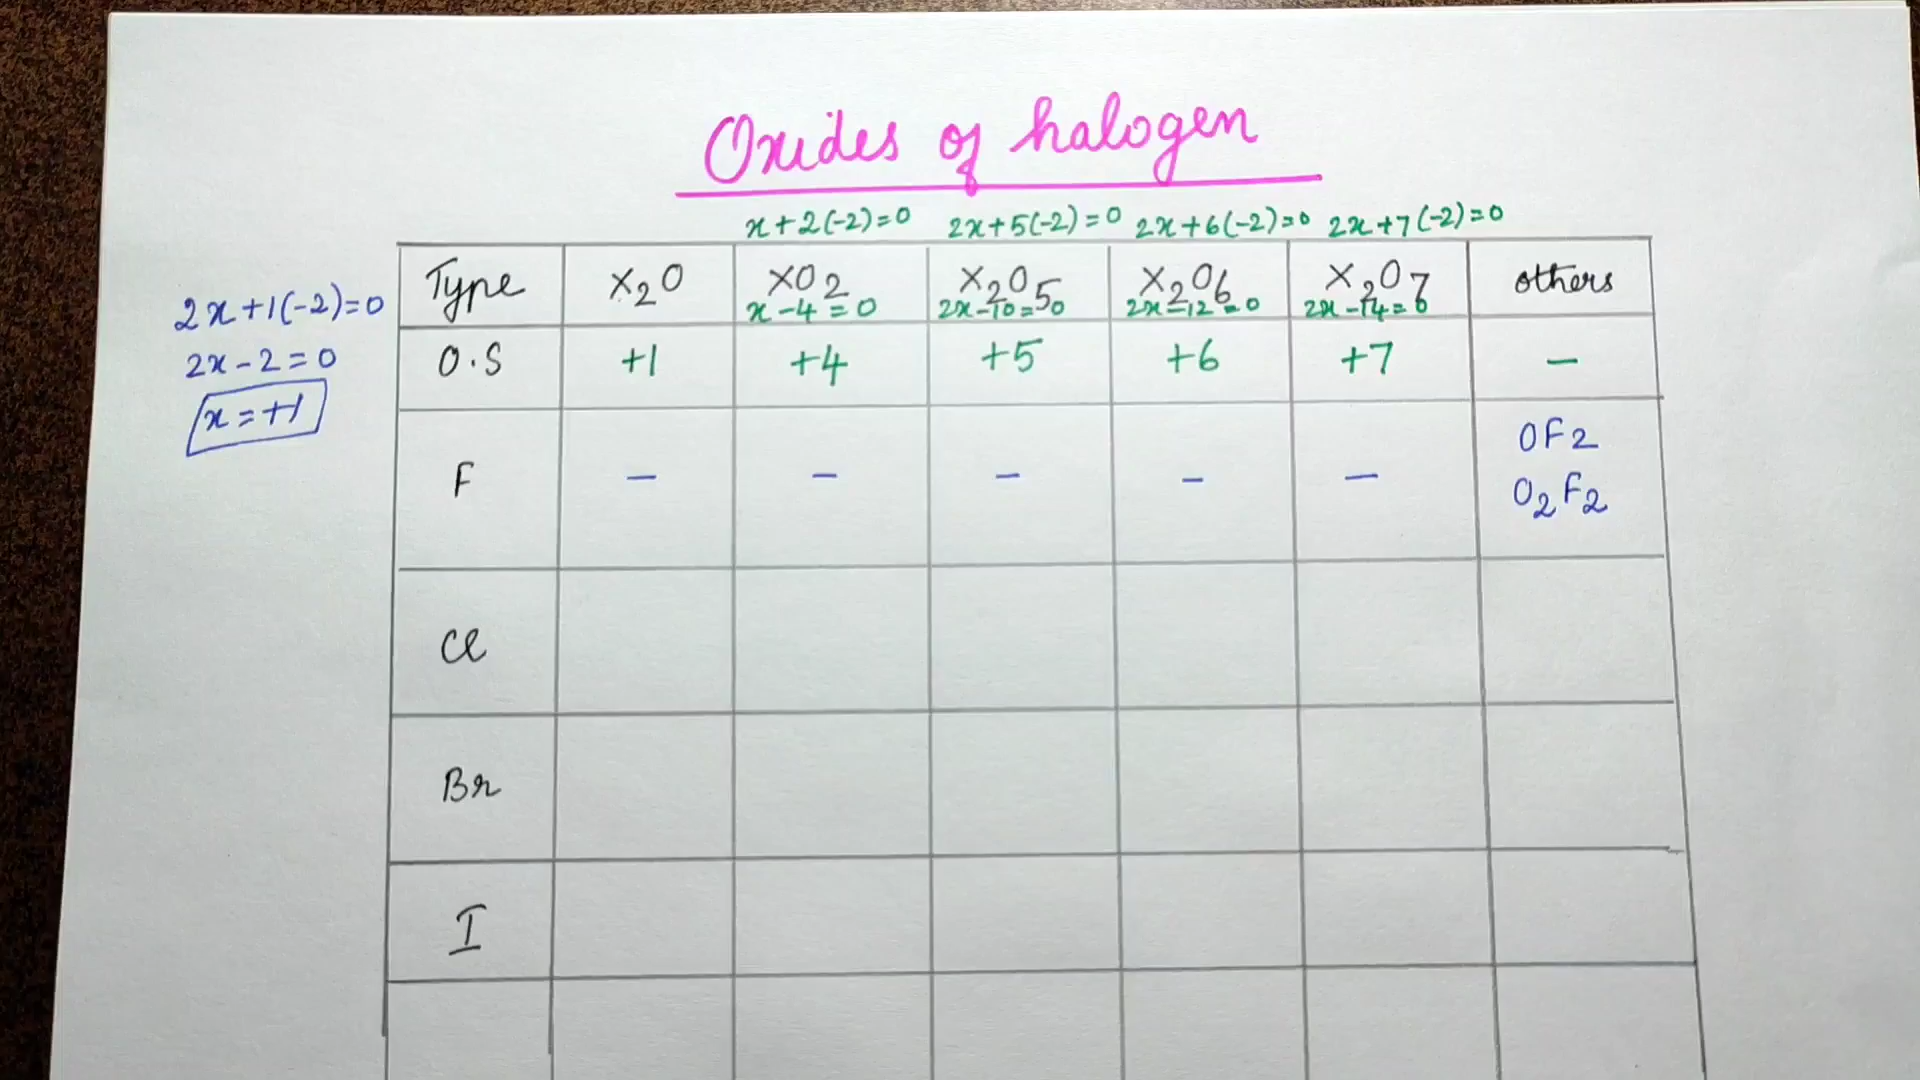 Oxides of halogen
x+2(-2)=0 2x+5(-2)=0 2x+6(-2)=0 2x+7(-2)=0
Type X2O XO2 X2O5 X2O6 X2O7 others
x-4=0 2x-10=0 2x-12=0 2x-14=0
2x+1(-2)=0
2x-2=0
x=+1
O.S +1 +4 +5 +6 +7 -
F - - - - - OF2
O2F2
Cl
Br
I